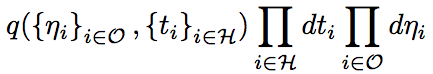 q({η_i}_{i∈𝒪}, {t_i}_{i∈ℋ}) ∏_{i∈ℋ} dt_i ∏_{i∈𝒪} dη_i